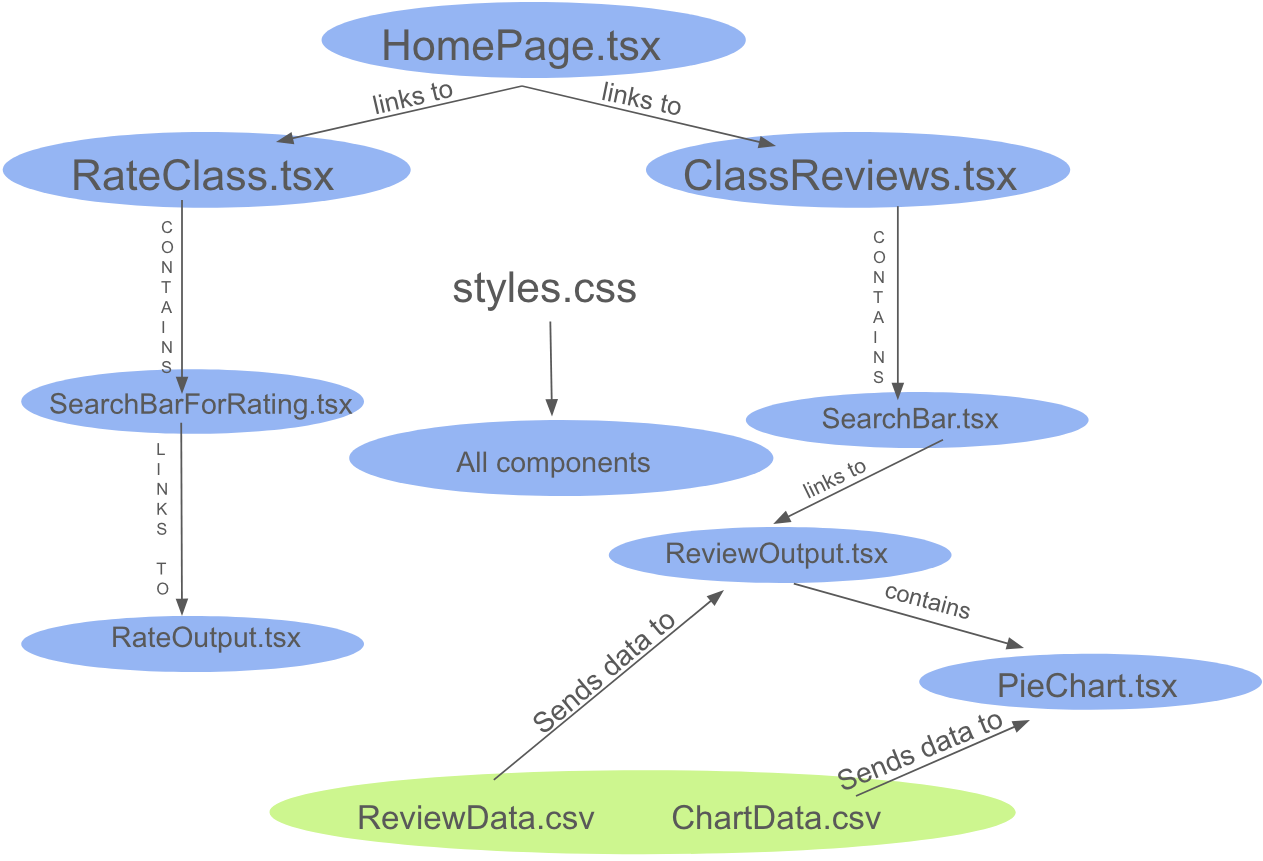 HomePage.tsx
links to
links to
RateClass.tsx
ClassReviews.tsx
CONTAINS
CONTAINS
styles.css
SearchBarForRating.tsx
SearchBar.tsx
All components
LINKS TO
links to
ReviewOutput.tsx
contains
RateOutput.tsx
Sends data to
PieChart.tsx
Sends data to
ReviewData.csv
ChartData.csv